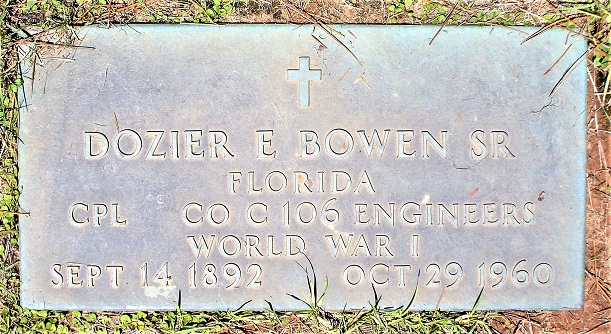 DOZIER E BOWEN SR
FLORIDA
CPL CO C 106 ENGINEERS
WORLD WAR I
SEPT 14 1892 OCT 29 1960